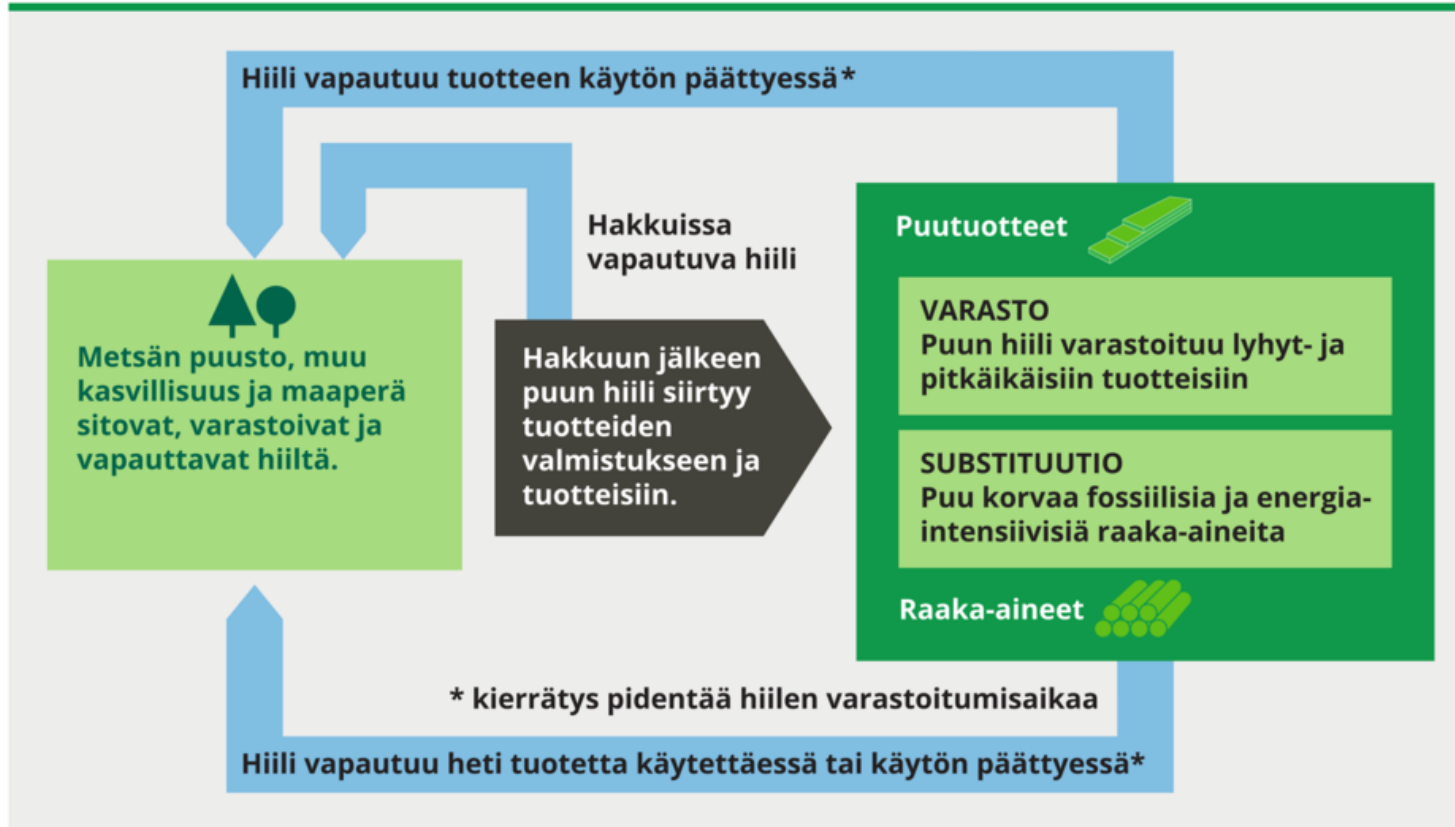 Hiili vapautuu tuotteen käytön päättyessä*
Hakkuissa
vapautuva hiili
Metsän puusto, muu
kasvillisuus ja maaperä
sitovat, varastoivat ja
vapauttavat hiiltä.
Hakkuun jälkeen
puun hiili siirtyy
tuotteiden
valmistukseen ja
tuotteisiin.
Puutuotteet
VARASTO
Puun hiili varastoituu lyhyt- ja
pitkäikäisiin tuotteisiin
SUBSTITUUTIO
Puu korvaa fossiilisia ja energia-
intensiivisiä raaka-aineita
Raaka-aineet
* kierrätys pidentää hiilen varastoitumisaikaa
Hiili vapautuu heti tuotetta käytettäessä tai käytön päättyessä*